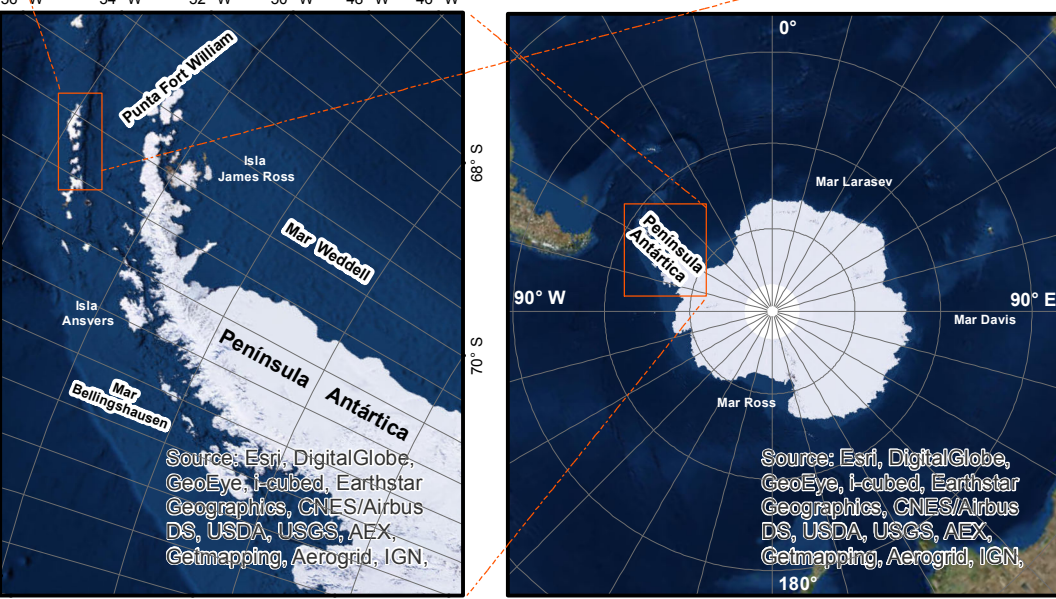 Punta Fort William
Isla
James Ross
Mar Weddell
Isla
Ansvers
Península Antártica
Mar
Bellingshausen
Source: Esri, DigitalGlobe,
GeoEye, i-cubed, Earthstar
Geographics, CNES/Airbus
DS, USDA, USGS, AEX,
Getmapping, Aerogrid, IGN,
68° S
70° S
0°
Mar Larasev
Península
Antártica
90° W
90° E
Mar Davis
Mar Ross
Source: Esri, DigitalGlobe,
GeoEye, i-cubed, Earthstar
Geographics, CNES/Airbus
DS, USDA, USGS, AEX,
Getmapping, Aerogrid, IGN,
180°